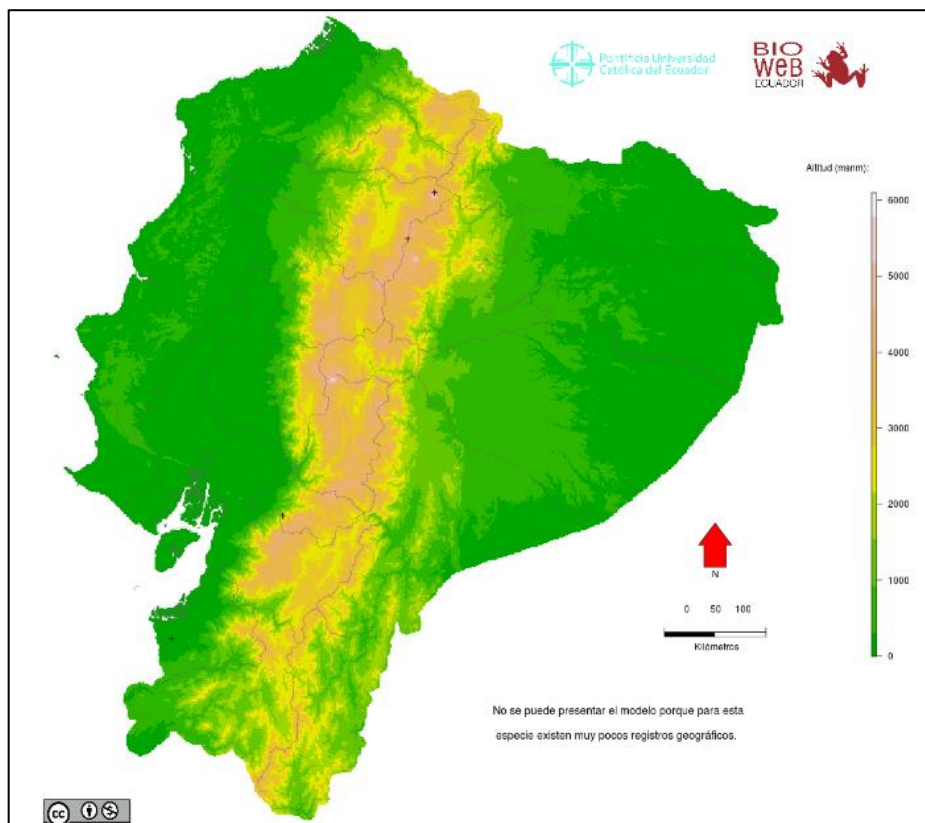 Pontificia Universidad
Católica del Ecuador
BIO
WEB
ECUADOR
Altitud (msnm):
6000
5000
4000
3000
2000
1000
0
N
0 50 100
Kilómetros
No se puede presentar el modelo porque para esta
especie existen muy pocos registros geográficos.
cc